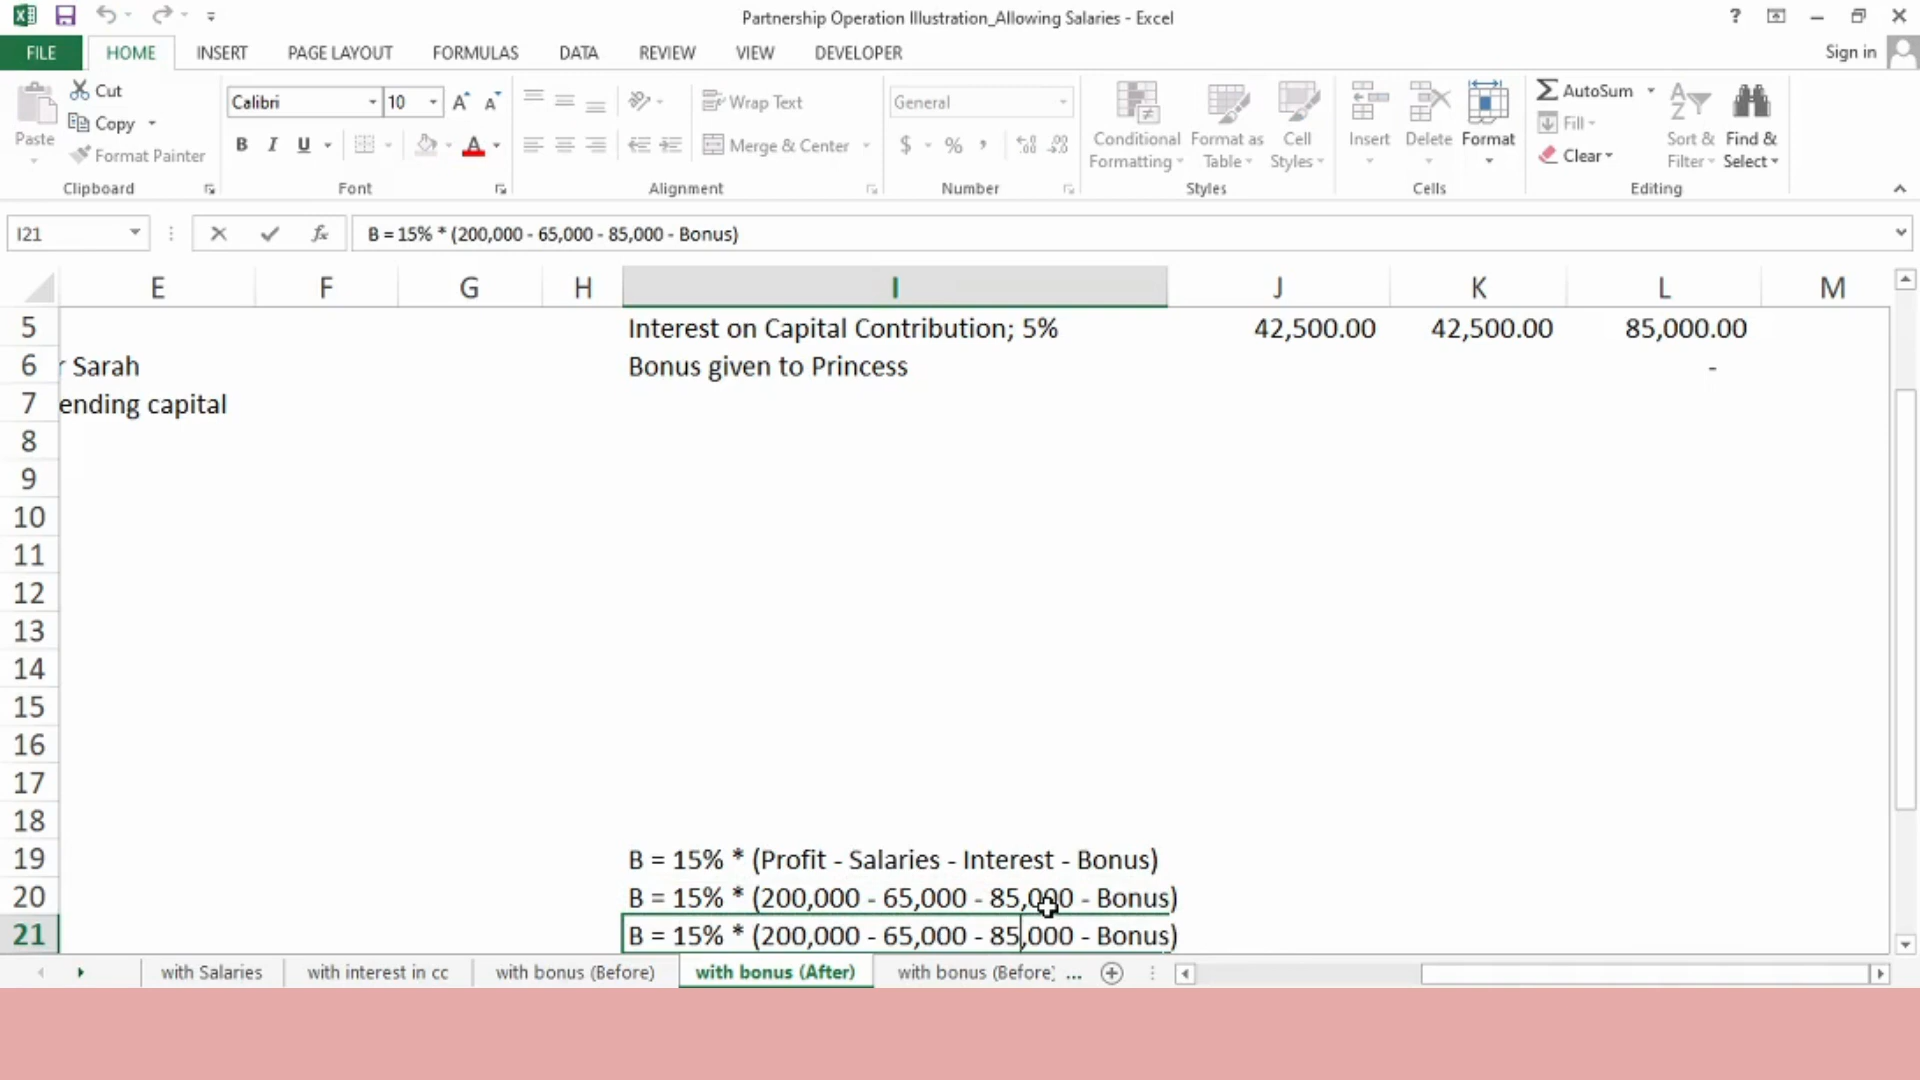 Partnership Operation Illustration_Allowing Salaries - Excel
?
FILE HOME INSERT PAGE LAYOUT FORMULAS DATA REVIEW VIEW DEVELOPER Sign in
Paste
Cut
Copy
Format Painter
Clipboard
Calibri 10
B I U
Font
Wrap Text
Merge & Center
Alignment
General
$ % ,
Number
Conditional Formatting
Format as Table
Cell Styles
Styles
Insert Delete Format
Cells
AutoSum
Fill
Clear
Sort & Filter
Find & Select
Editing
I21 fx B = 15% * (200,000 - 65,000 - 85,000 - Bonus)
E F G H I J K L M
5 Interest on Capital Contribution; 5% 42,500.00 42,500.00 85,000.00
6 r Sarah Bonus given to Princess -
7 ending capital
8
9
10
11
12
13
14
15
16
17
18
19 B = 15% * (Profit - Salaries - Interest - Bonus)
20 B = 15% * (200,000 - 65,000 - 85,000 - Bonus)
21 B = 15% * (200,000 - 65,000 - 85,000 - Bonus)
with Salaries with interest in cc with bonus (Before) with bonus (After) with bonus (Before) ...